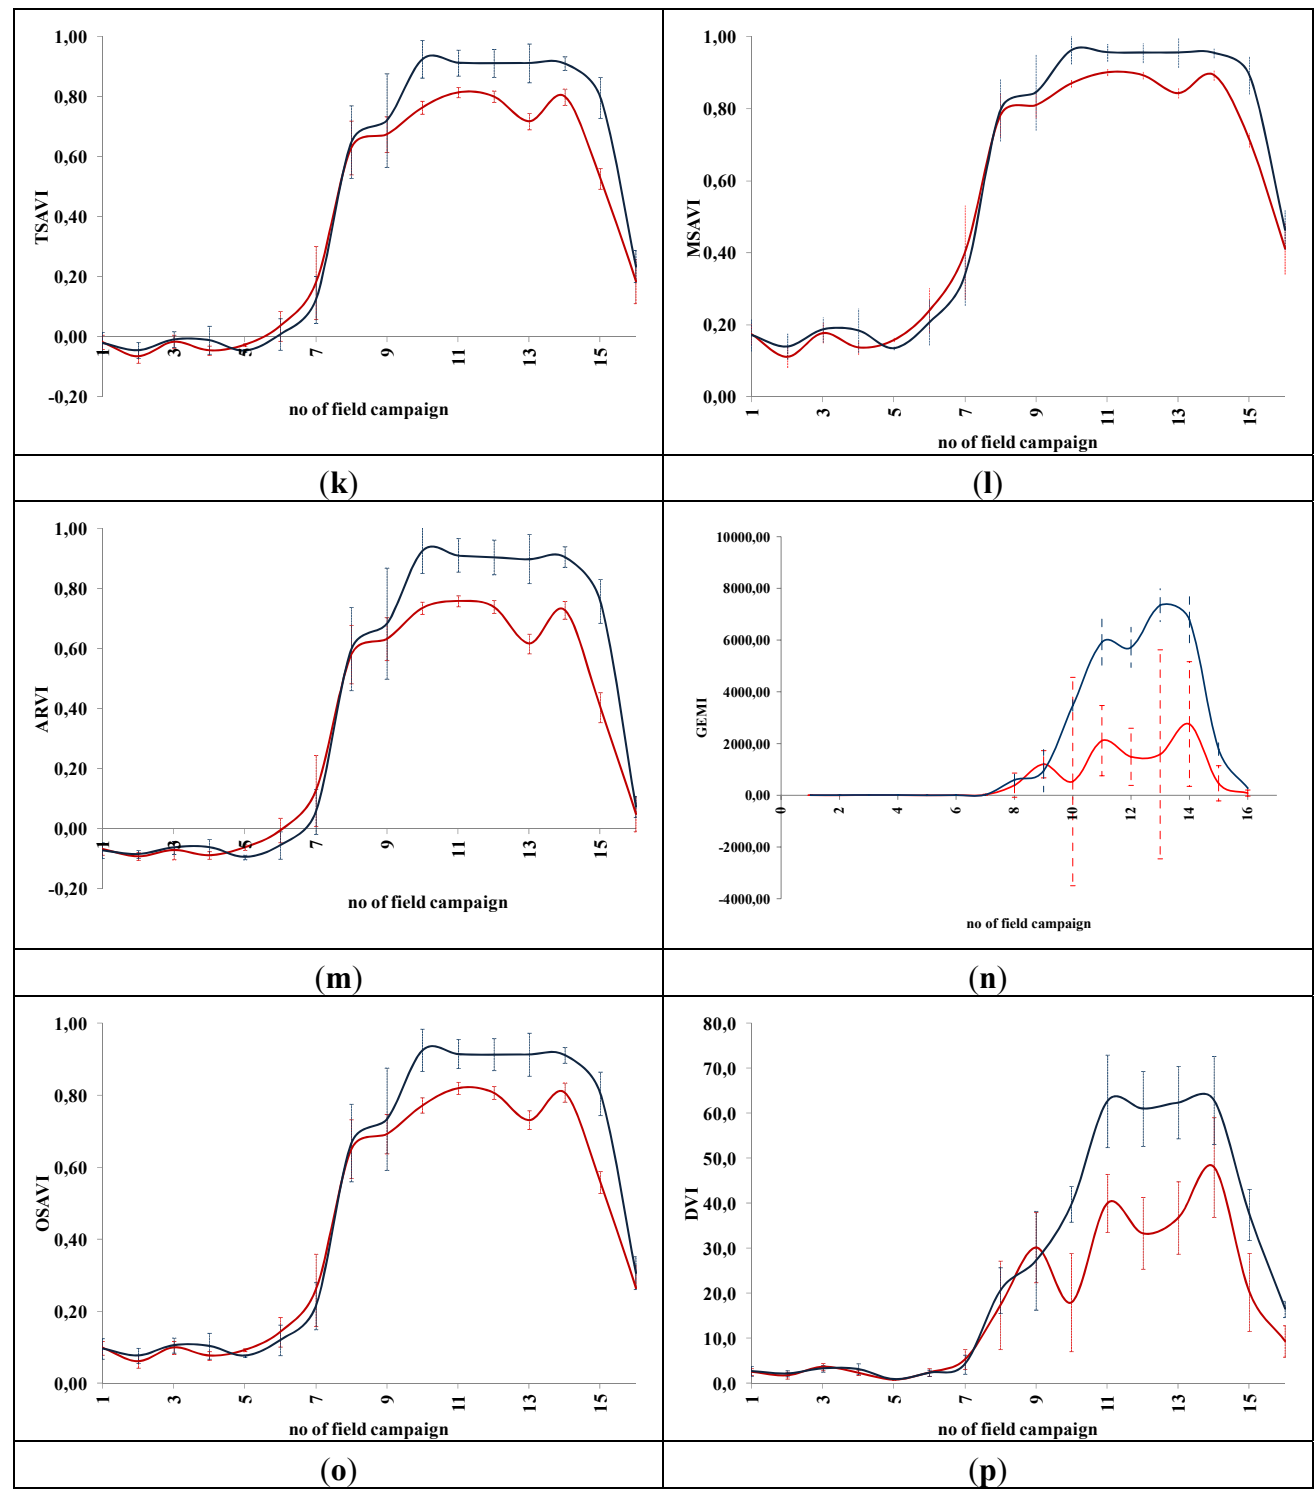 1,00
0,80
0,60
0,40
0,20
0,00
-0,20
TSAVI
1 3 5 7 9 11 13 15
no of field campaign
(k)
1,00
0,80
0,60
0,40
0,20
0,00
MSAVI
1 3 5 7 9 11 13 15
no of field campaign
(l)
1,00
0,80
0,60
0,40
0,20
0,00
-0,20
ARVI
1 3 5 7 9 11 13 15
no of field campaign
(m)
10000,00
8000,00
6000,00
4000,00
2000,00
0,00
-2000,00
-4000,00
GEMI
0 2 4 6 8 10 12 14 16
no of field campaign
(n)
1,00
0,80
0,60
0,40
0,20
0,00
OSAVI
1 3 5 7 9 11 13 15
no of field campaign
(o)
80,0
70,0
60,0
50,0
40,0
30,0
20,0
10,0
0,0
DVI
1 3 5 7 9 11 13 15
no of field campaign
(p)